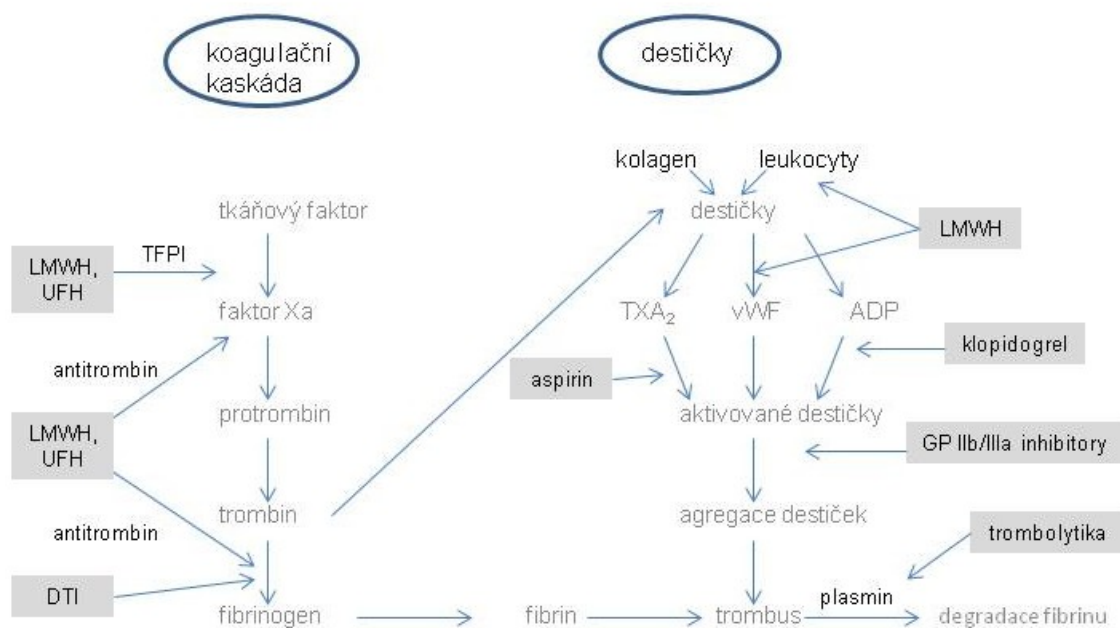 koagulační
kaskáda
destičky
kolagen
leukocyty
tkáňový faktor
destičky
LMWH
LMWH,
UFH
TFPI
faktor Xa
TXA₂
vWF
ADP
klopidogrel
antitrombin
aspirin
protrombin
aktivované destičky
LMWH,
UFH
GP IIb/IIIa inhibitory
trombin
agregace destiček
antitrombin
trombolytika
DTI
plasmin
fibrinogen
fibrin
trombus
degradace fibrinu